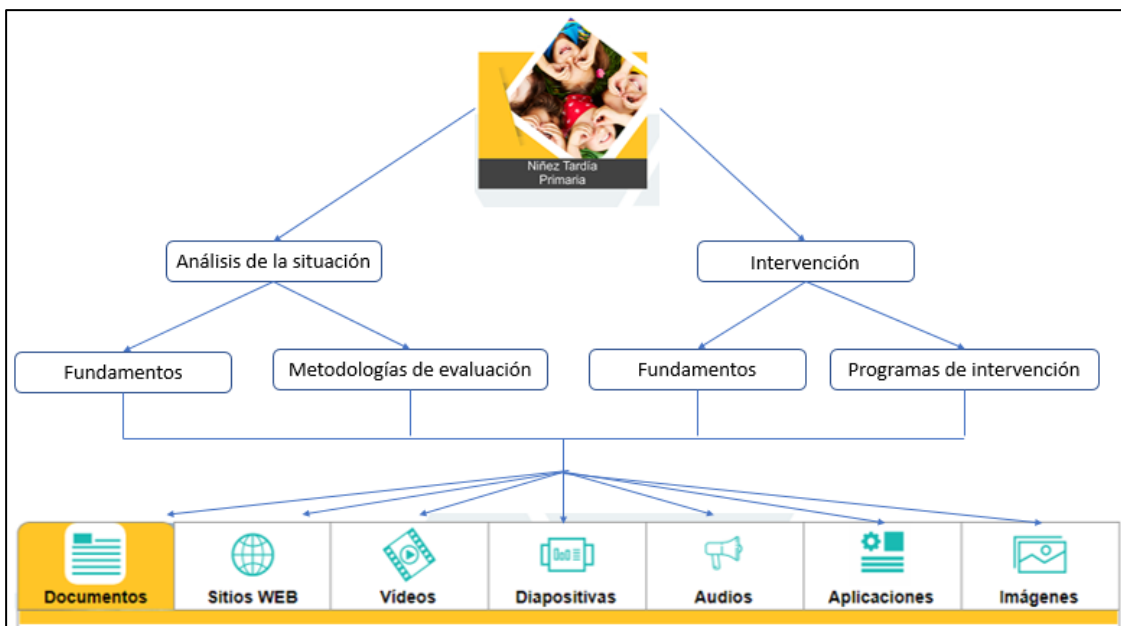 Niñez Tardía
Primaria
Análisis de la situación
Intervención
Fundamentos
Metodologías de evaluación
Fundamentos
Programas de intervención
Documentos
Sitios WEB
Vídeos
Diapositivas
Audios
Aplicaciones
Imágenes